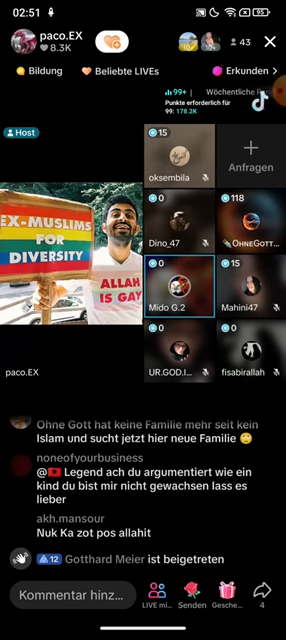 02:51
95
paco.EX
8.3K
10+
43
Bildung
Beliebte LIVEs
Erkunden >
99+
Wöchentliche
Punkte erforderlich für
99: 178.2K
Host
EX-MUSLIMS
FOR
DIVERSITY
ALLAH
IS GAY
paco.EX
15
oksembila
+
Anfragen
0
Dino_47
118
OHNEGOTT...
0
Mido G.2
15
Mahini47
0
UR.GOD.I...
0
fisabirallah
Ohne Gott hat keine Familie mehr seit kein
Islam und sucht jetzt hier neue Familie 🙄
noneofyourbusiness
@🇦🇱 Legend ach du argumentiert wie ein
kind du bist mir nicht gewachsen lass es
lieber
akh.mansour
Nuk Ka zot pos allahit
12 Gotthard Meier ist beigetreten
Kommentar hinz...
LIVE mi...
Senden
Gesche...
4